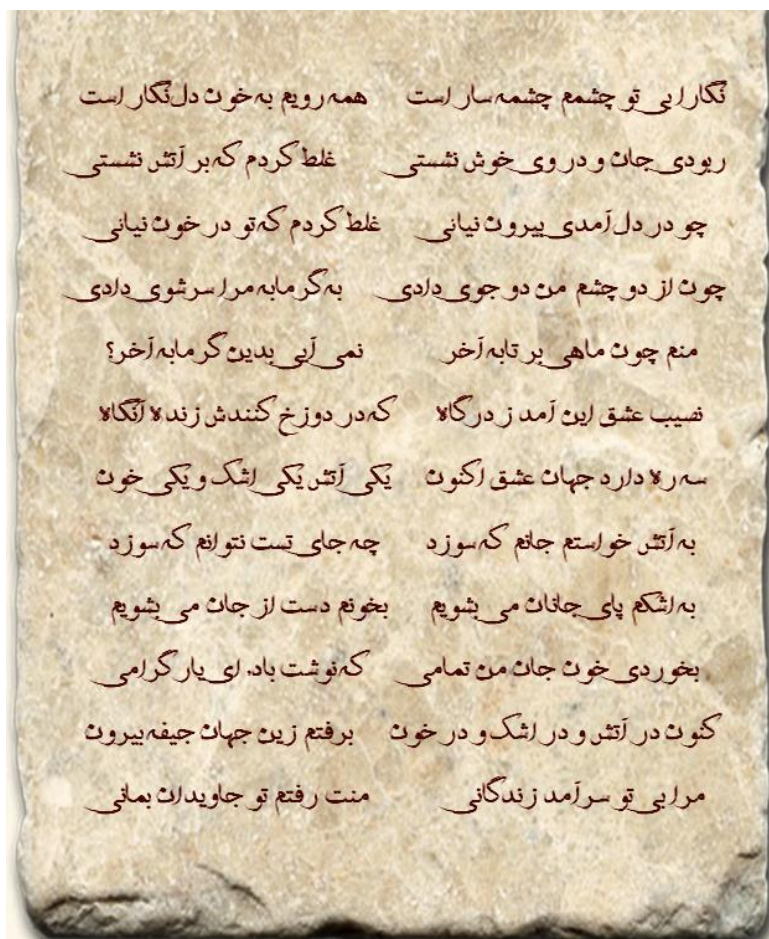 نگارا بی تو چشمم چشمه سار است همه رویم به خون دل نگار است
ربودی جان و در وی خوش نشستی غلط کردم که بر آتش نشستی
چو در دل آمدی بیرون نیانی غلط کردم که تو در خون نیانی
چون از دو چشم من دو جوی دادی به گرمابه مرا سرشوی دادی
منم چون ماهی بر تابه آخر نمی آیی بدین گرمابه آخر؟
نصیب عشق این آمد ز درگاه که در دوزخ کنندش زنده آنگاه
سه ره دارد جهان عشق اکنون یکی آتش یکی اشک و یکی خون
به آتش خواستم جانم که سوزد چه جای تست نتوانم که سوزد
به اشکم پای جانان می بشویم بخونم دست از جان می بشویم
بخوردی خون جان من تمامی که نوشت باد، ای یار گرامی
کنون در آتش و در اشک و در خون برفتم زین جهان جیفه بیرون
مرا بی تو سرآمد زندگانی منت رفتم تو جاویدان بمانی